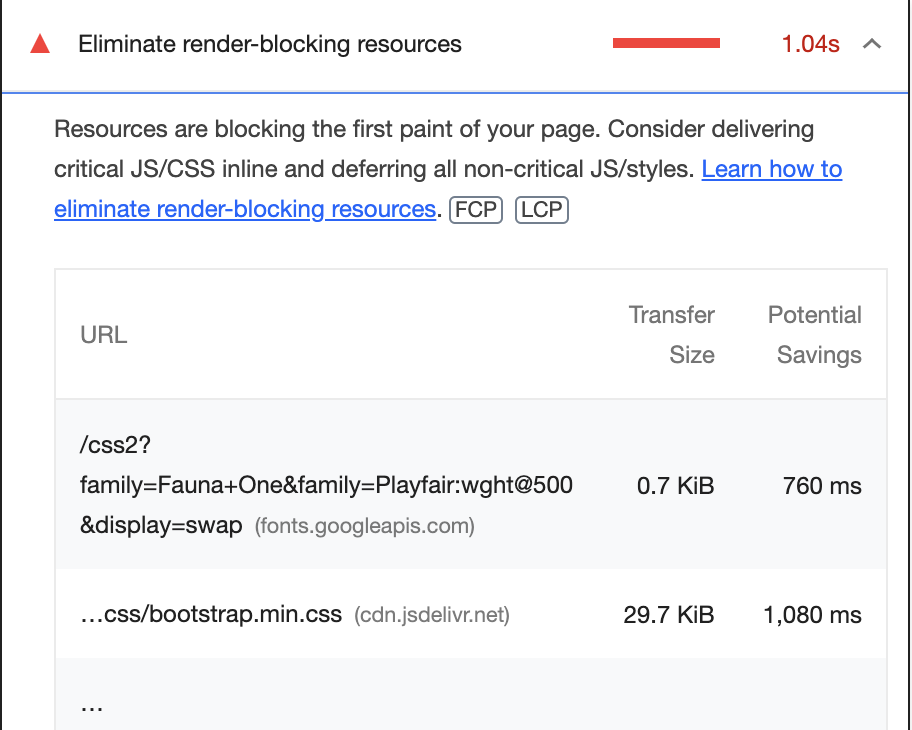 Eliminate render-blocking resources 1.04s
Resources are blocking the first paint of your page. Consider delivering
critical JS/CSS inline and deferring all non-critical JS/styles. Learn how to
eliminate render-blocking resources. FCP LCP
URL
Transfer
Size
Potential
Savings
/css2?
family=Fauna+One&family=Playfair:wght@500
&display=swap (fonts.googleapis.com)
0.7 KiB
760 ms
…css/bootstrap.min.css (cdn.jsdelivr.net) 29.7 KiB 1,080 ms
…